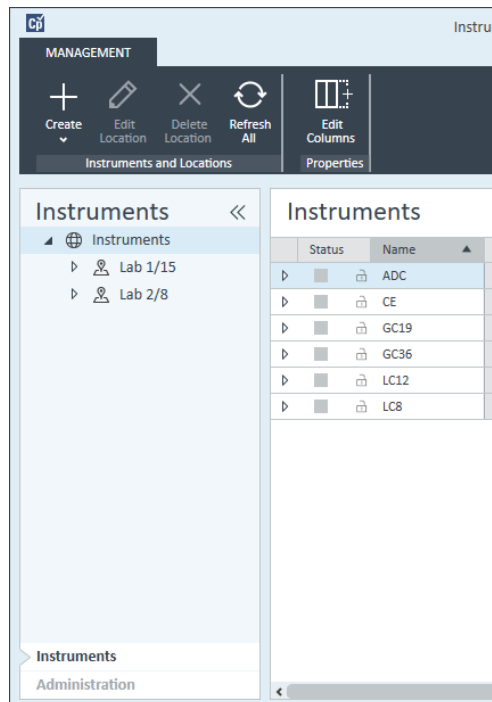 Cp
Instru
MANAGEMENT
Create
Edit Location
Delete Location
Refresh All
Instruments and Locations
Edit Columns
Properties
Instruments
Instruments
Lab 1/15
Lab 2/8
Instruments
Administration
Instruments
Status Name
ADC
CE
GC19
GC36
LC12
LC8